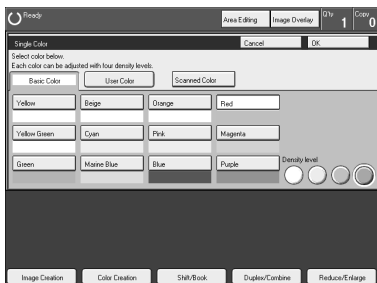 Ready
Area Editing Image Overlay Q'ty 1 Copy 0
Single Color Cancel OK
Select color below.
Each color can be adjusted with four density levels.
Basic Color User Color Scanned Color
Yellow Beige Orange Red
Yellow Green Cyan Pink Magenta
Green Marine Blue Blue Purple Density level
Image Creation Color Creation Shift/Book Duplex/Combine Reduce/Enlarge